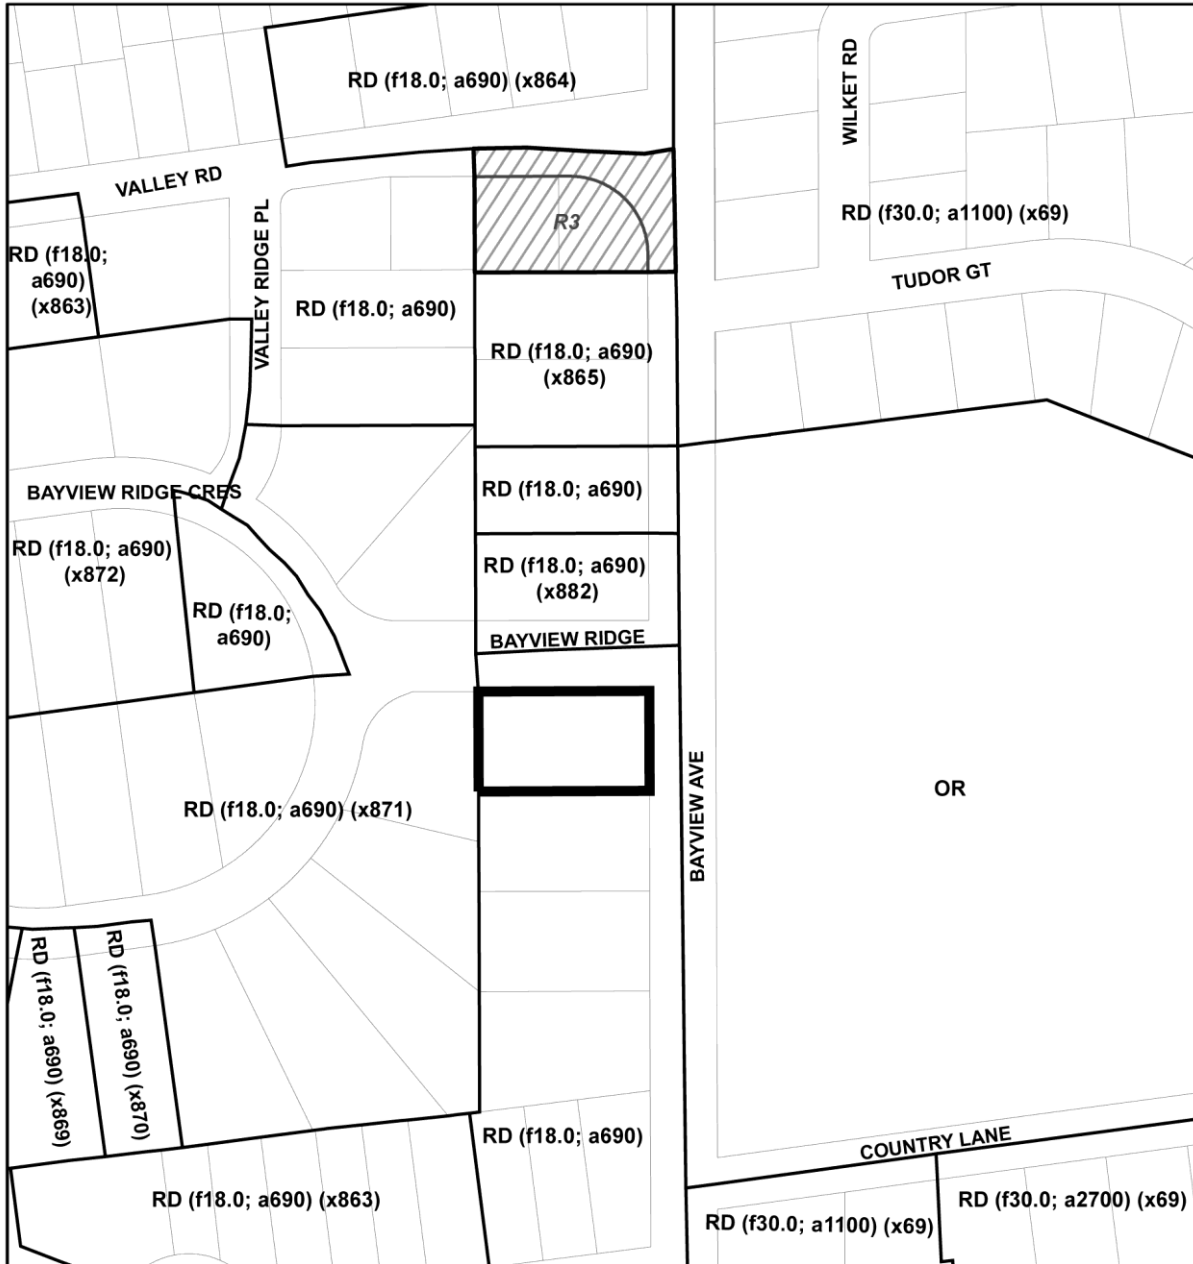 RD (f18.0; a690) (x864)
WILKET RD
VALLEY RD
VALLEY RIDGE PL
R3
RD (f30.0; a1100) (x69)
RD (f18.0;
a690)
(x863)
TUDOR GT
RD (f18.0; a690)
RD (f18.0; a690)
(x865)
BAYVIEW RIDGE CRES
RD (f18.0; a690)
RD (f18.0; a690)
(x872)
RD (f18.0; a690)
(x882)
RD (f18.0;
a690)
BAYVIEW RIDGE
BAYVIEW AVE
OR
RD (f18.0; a690) (x871)
RD (f18.0; a690) (x869)
RD (f18.0; a690) (x870)
RD (f18.0; a690)
COUNTRY LANE
RD (f18.0; a690) (x863)
RD (f30.0; a1100) (x69)
RD (f30.0; a2700) (x69)